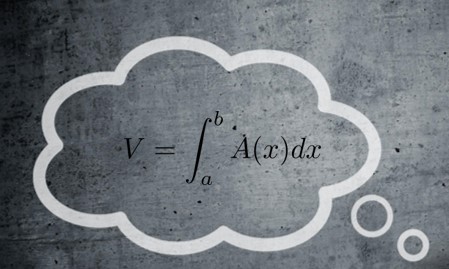 V = \int_a^b A(x)dx